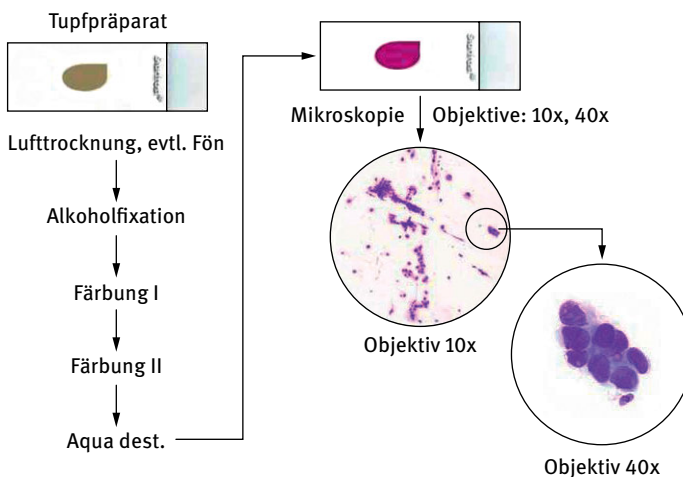 Tupfpräparat
Lufttrocknung, evtl. Fön
Alkoholfixation
Färbung I
Färbung II
Aqua dest.
Mikroskopie
Objektive: 10x, 40x
Objektiv 10x
Objektiv 40x